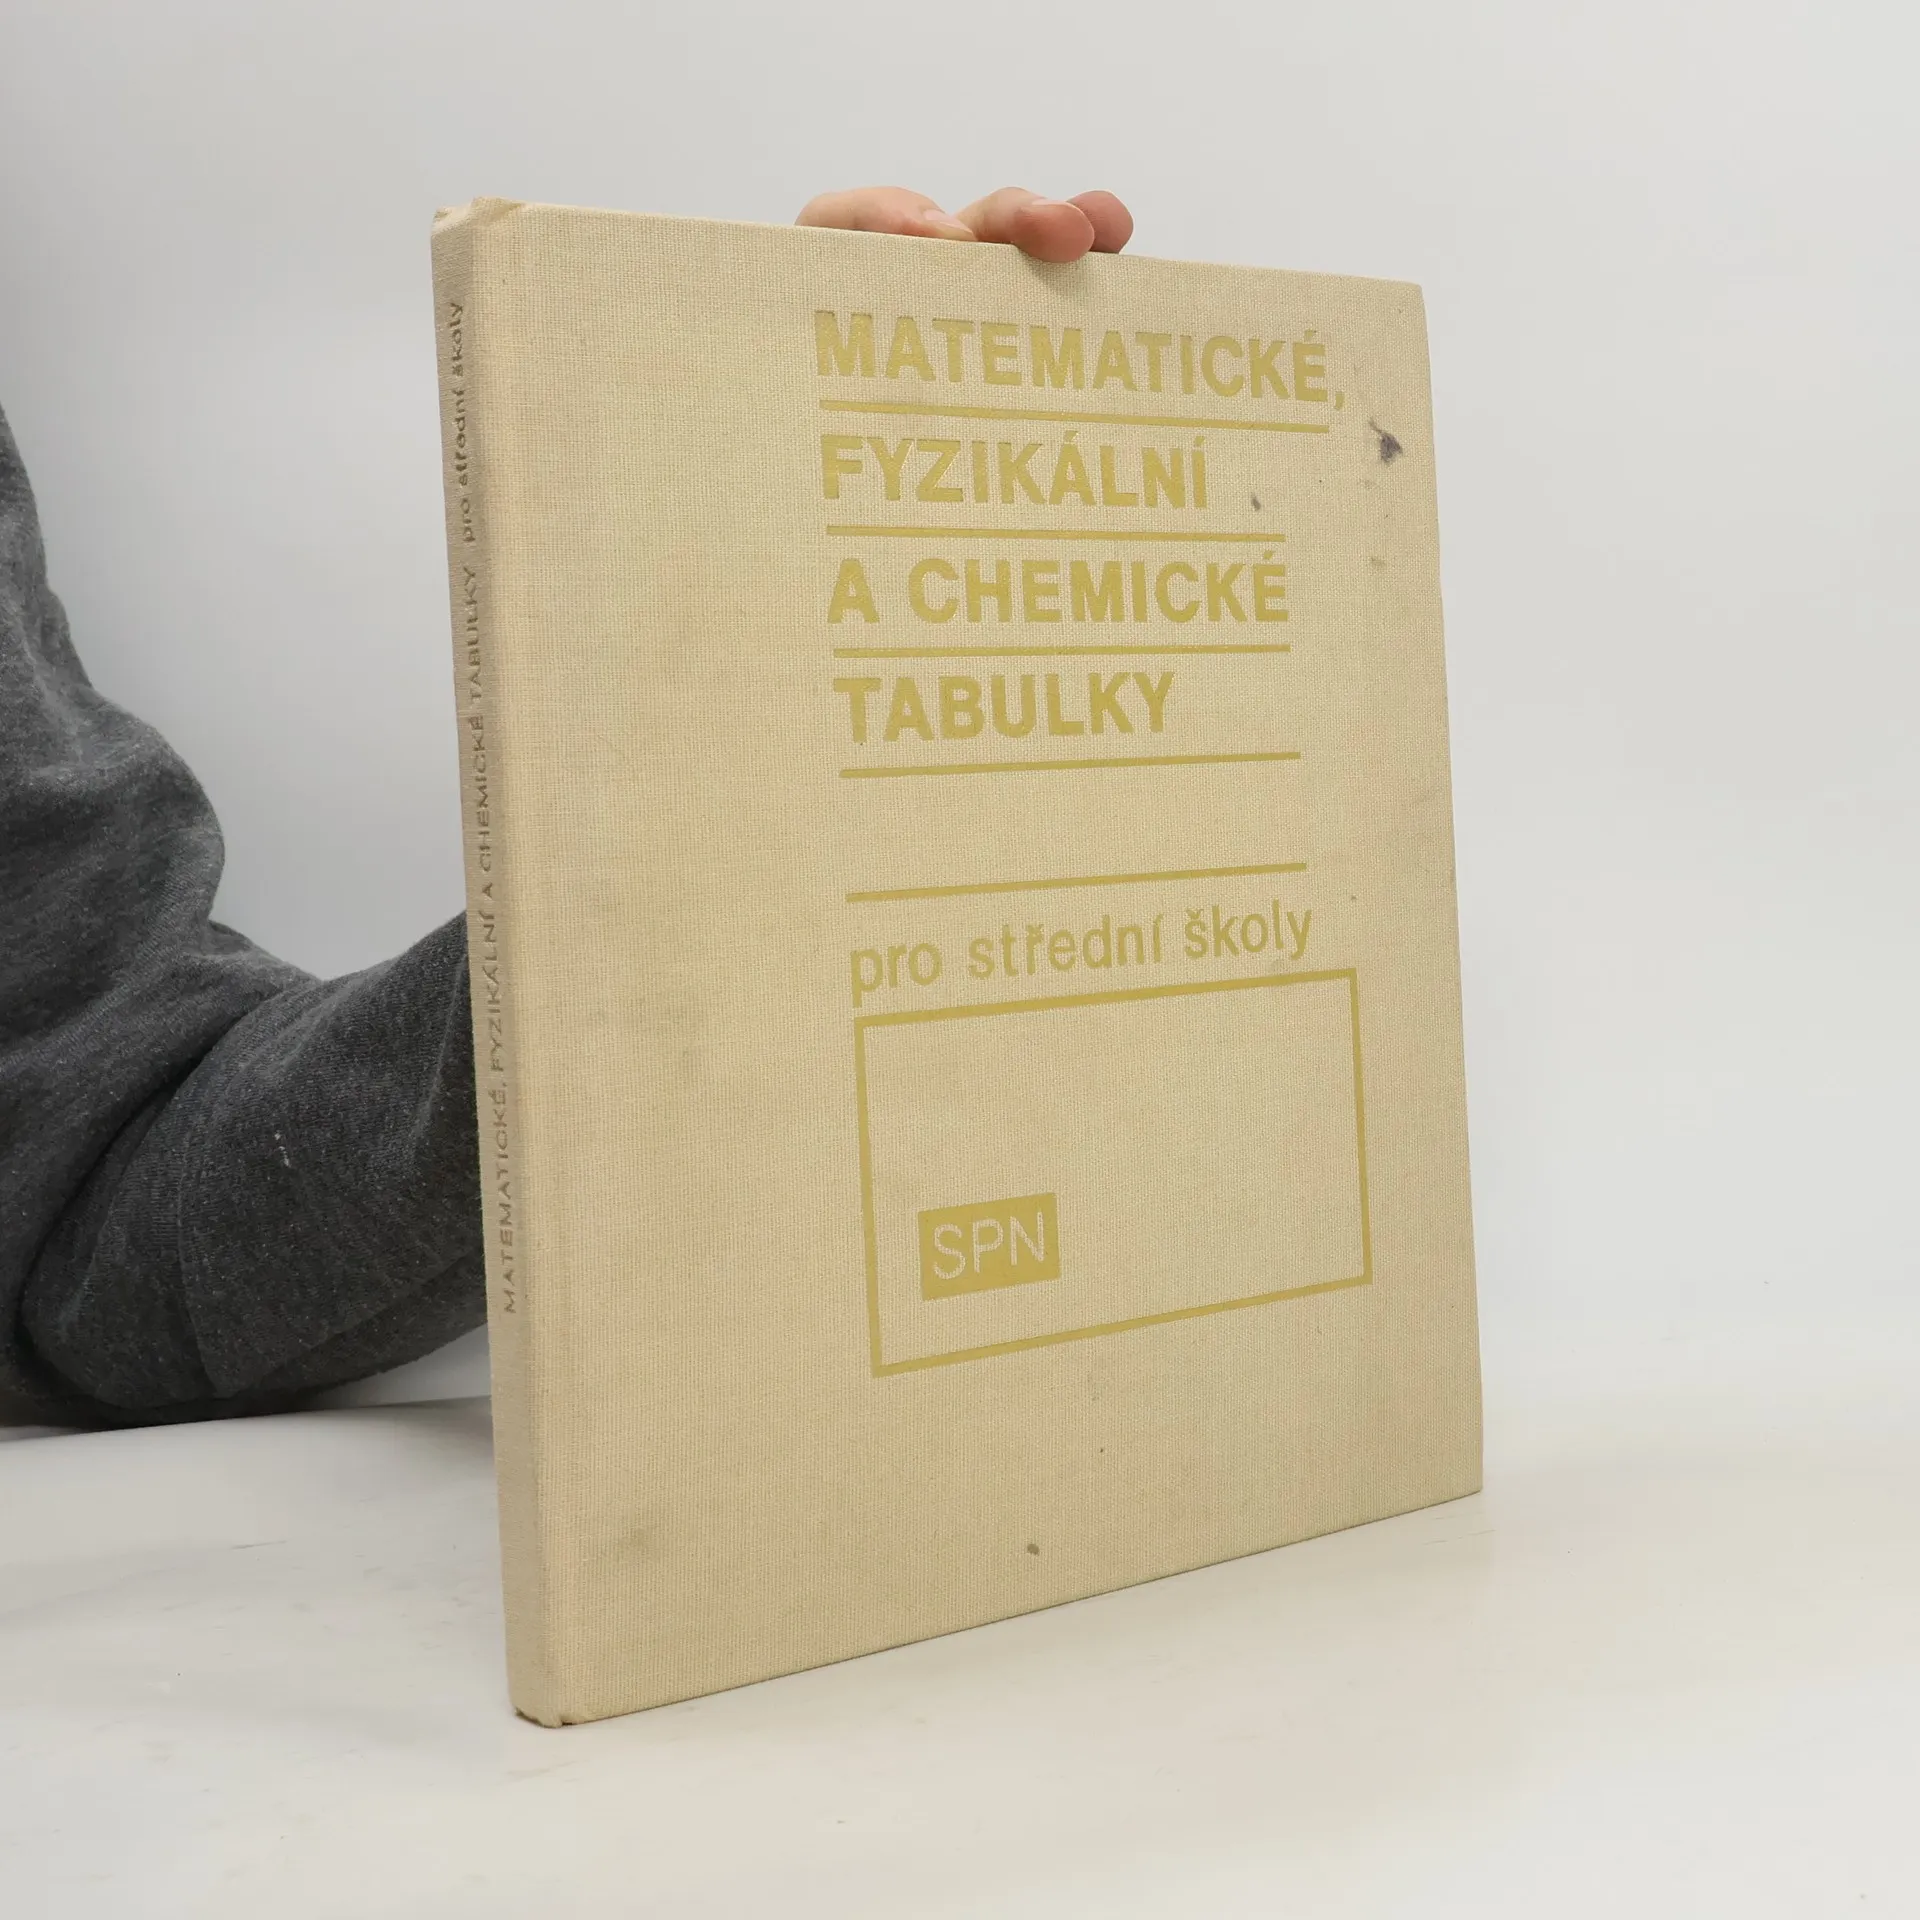 MATEMATICKÉ,
FYZIKÁLNÍ
A CHEMICKÉ
TABULKY
pro střední školy
SPN
MATEMATICKÉ, FYZIKÁLNÍ A CHEMICKÉ TABULKY pro střední školy